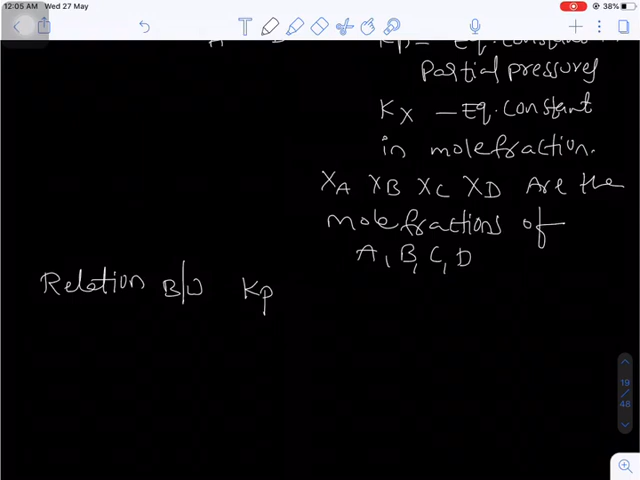 12:05 AM Wed 27 May
38%
T
Kp – Eq. Constant
Partial pressures
Kx – Eq. Constant
in molefraction.
XA XB XC XD Are the
molefractions of
A, B, C, D
Relation B/W Kp
19
/
48